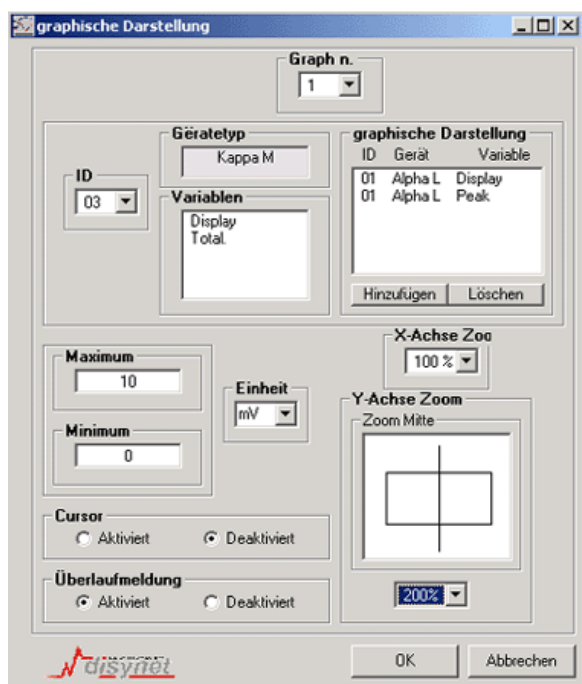 graphische Darstellung
Graph n.
1
Gëratetyp
Kappa M
ID
03
Variablen
Display
Total.
graphische Darstellung
ID Gerät Variable
01 Alpha L Display
01 Alpha L Peak
Hinzufügen Löschen
X-Achse Zoo
100 %
Maximum
10
Minimum
0
Einheit
mV
Y-Achse Zoom
Zoom Mitte
200%
Cursor
Aktiviert Deaktiviert
Überlaufmeldung
Aktiviert Deaktiviert
disynet
OK Abbrechen